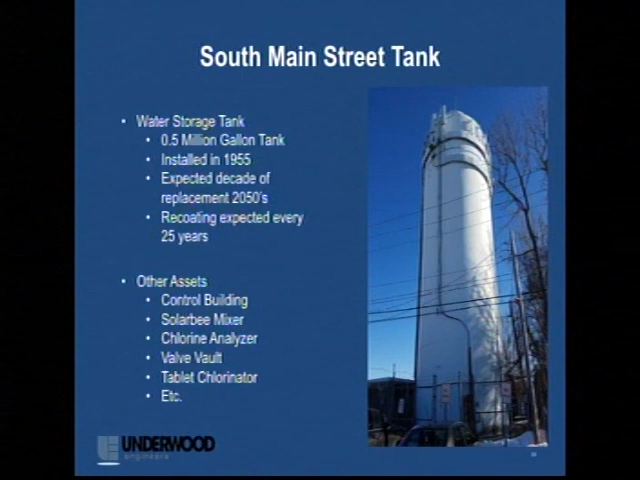 South Main Street Tank
• Water Storage Tank
• 0.5 Million Gallon Tank
• Installed in 1955
• Expected decade of
replacement 2050's
• Recoating expected every
25 years
• Other Assets
• Control Building
• Solarbee Mixer
• Chlorine Analyzer
• Valve Vault
• Tablet Chlorinator
• Etc.
UNDERWOOD
engineers